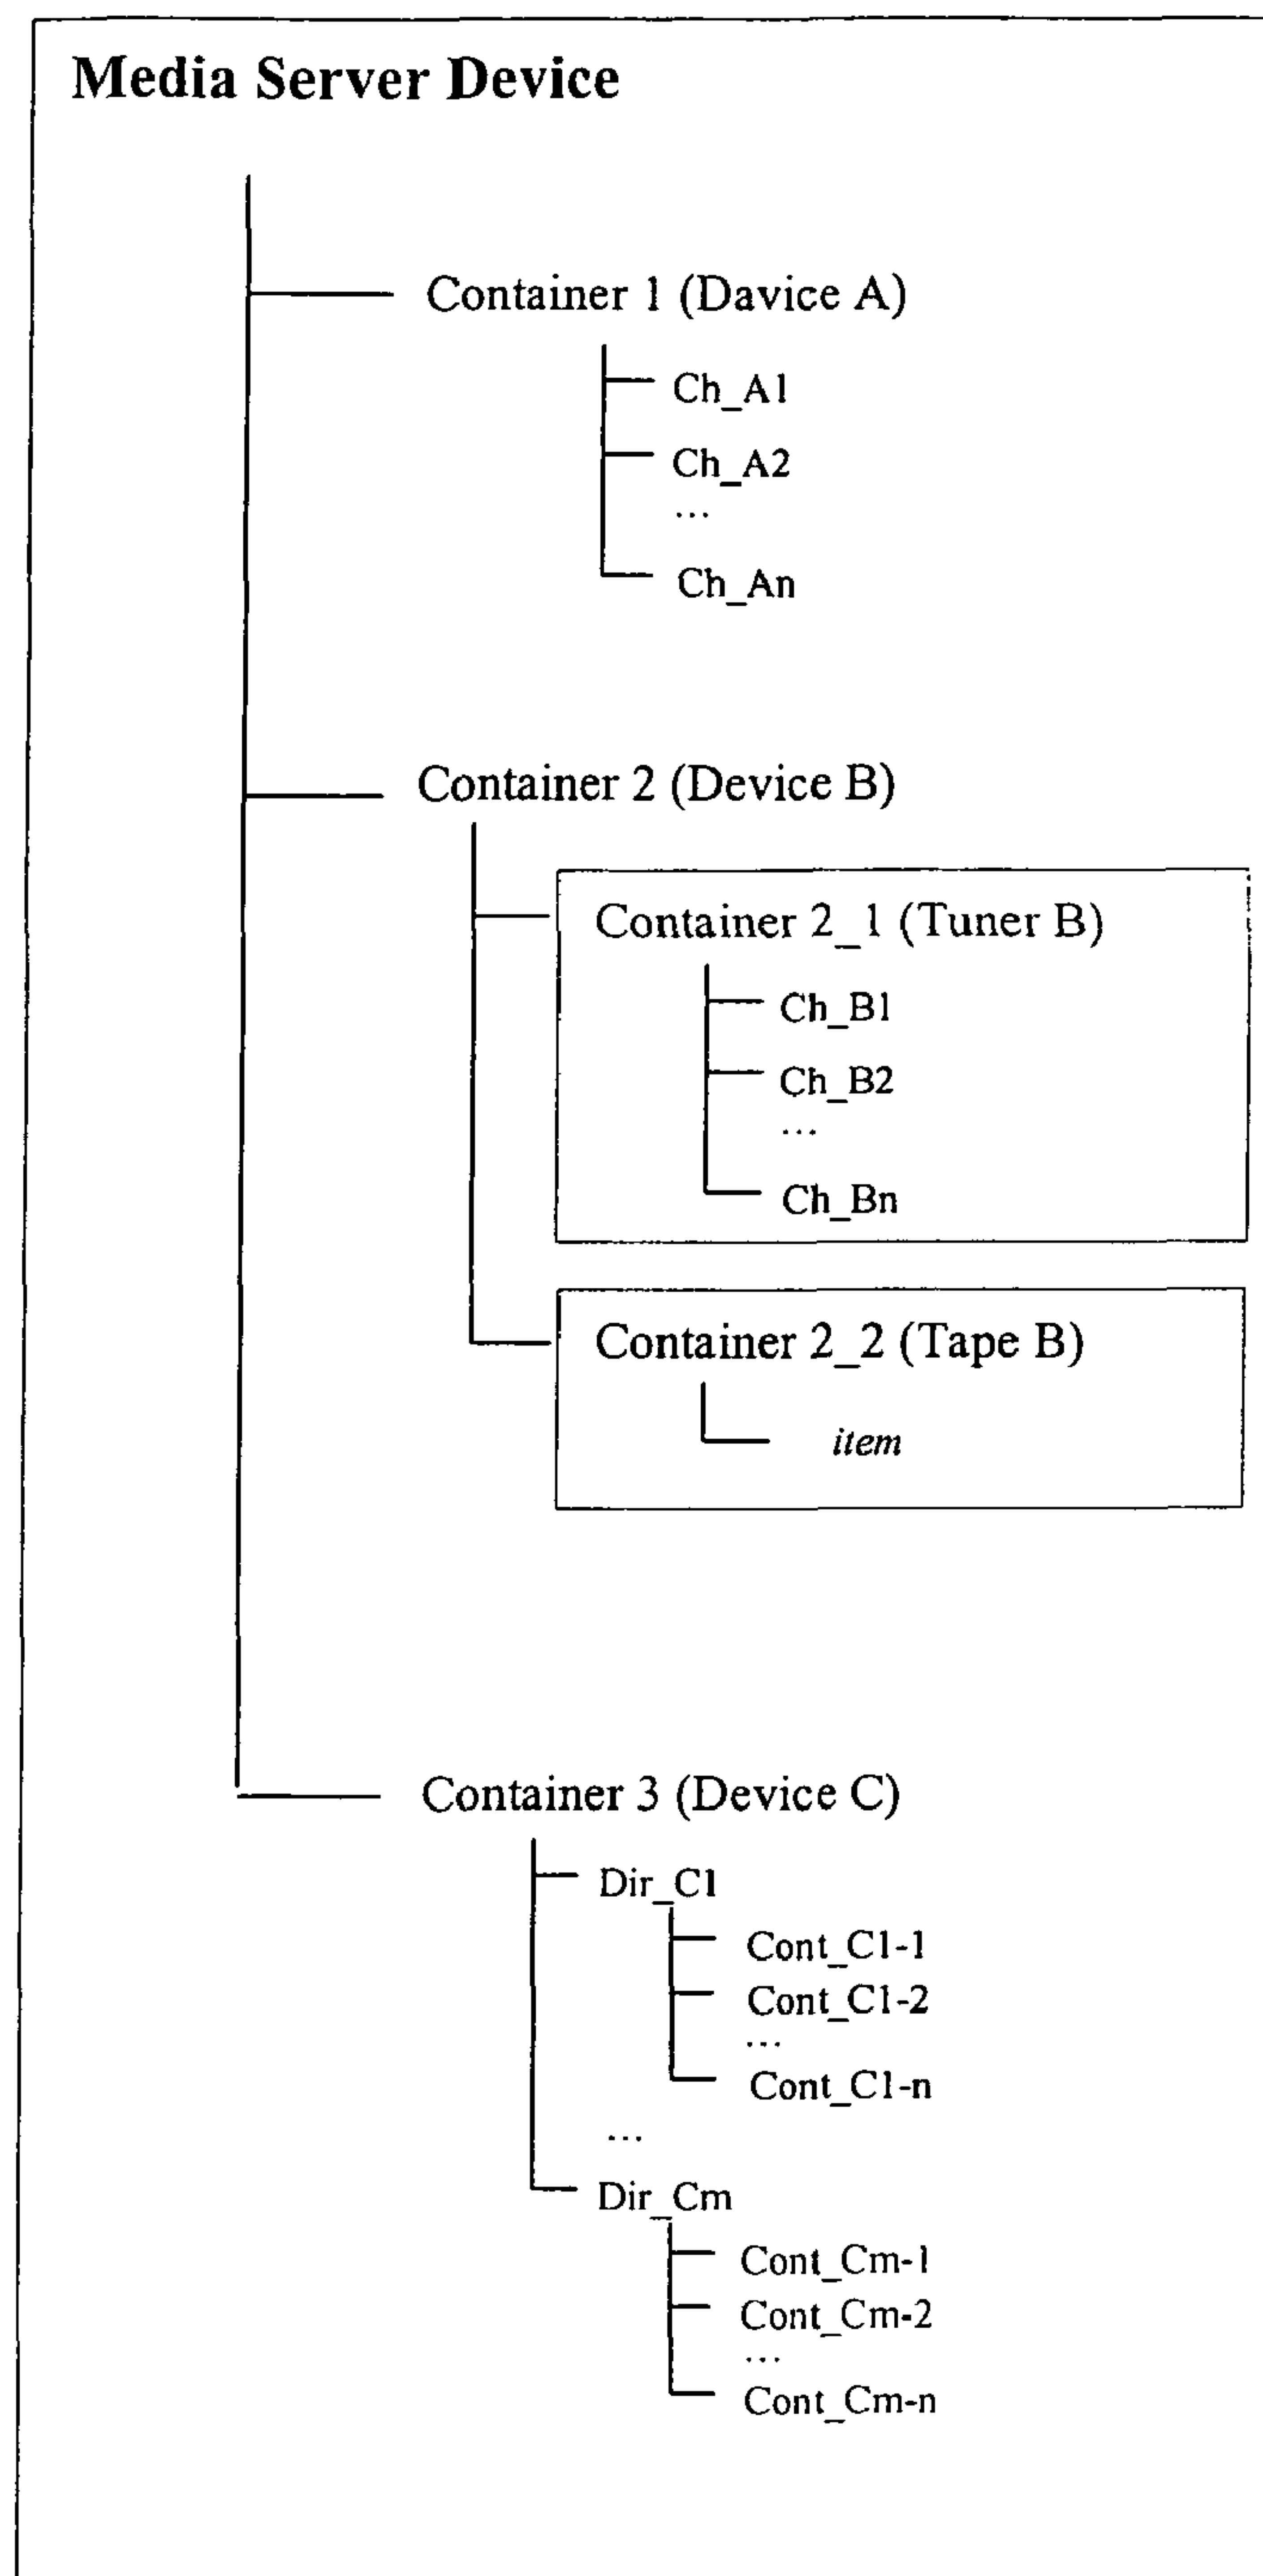 Media Server Device
Container 1 (Davice A)
Ch_A1
Ch_A2
...
Ch_An
Container 2 (Device B)
Container 2_1 (Tuner B)
Ch_B1
Ch_B2
...
Ch_Bn
Container 2_2 (Tape B)
item
Container 3 (Device C)
Dir_C1
Cont_C1-1
Cont_C1-2
...
Cont_C1-n
...
Dir_Cm
Cont_Cm-1
Cont_Cm-2
...
Cont_Cm-n